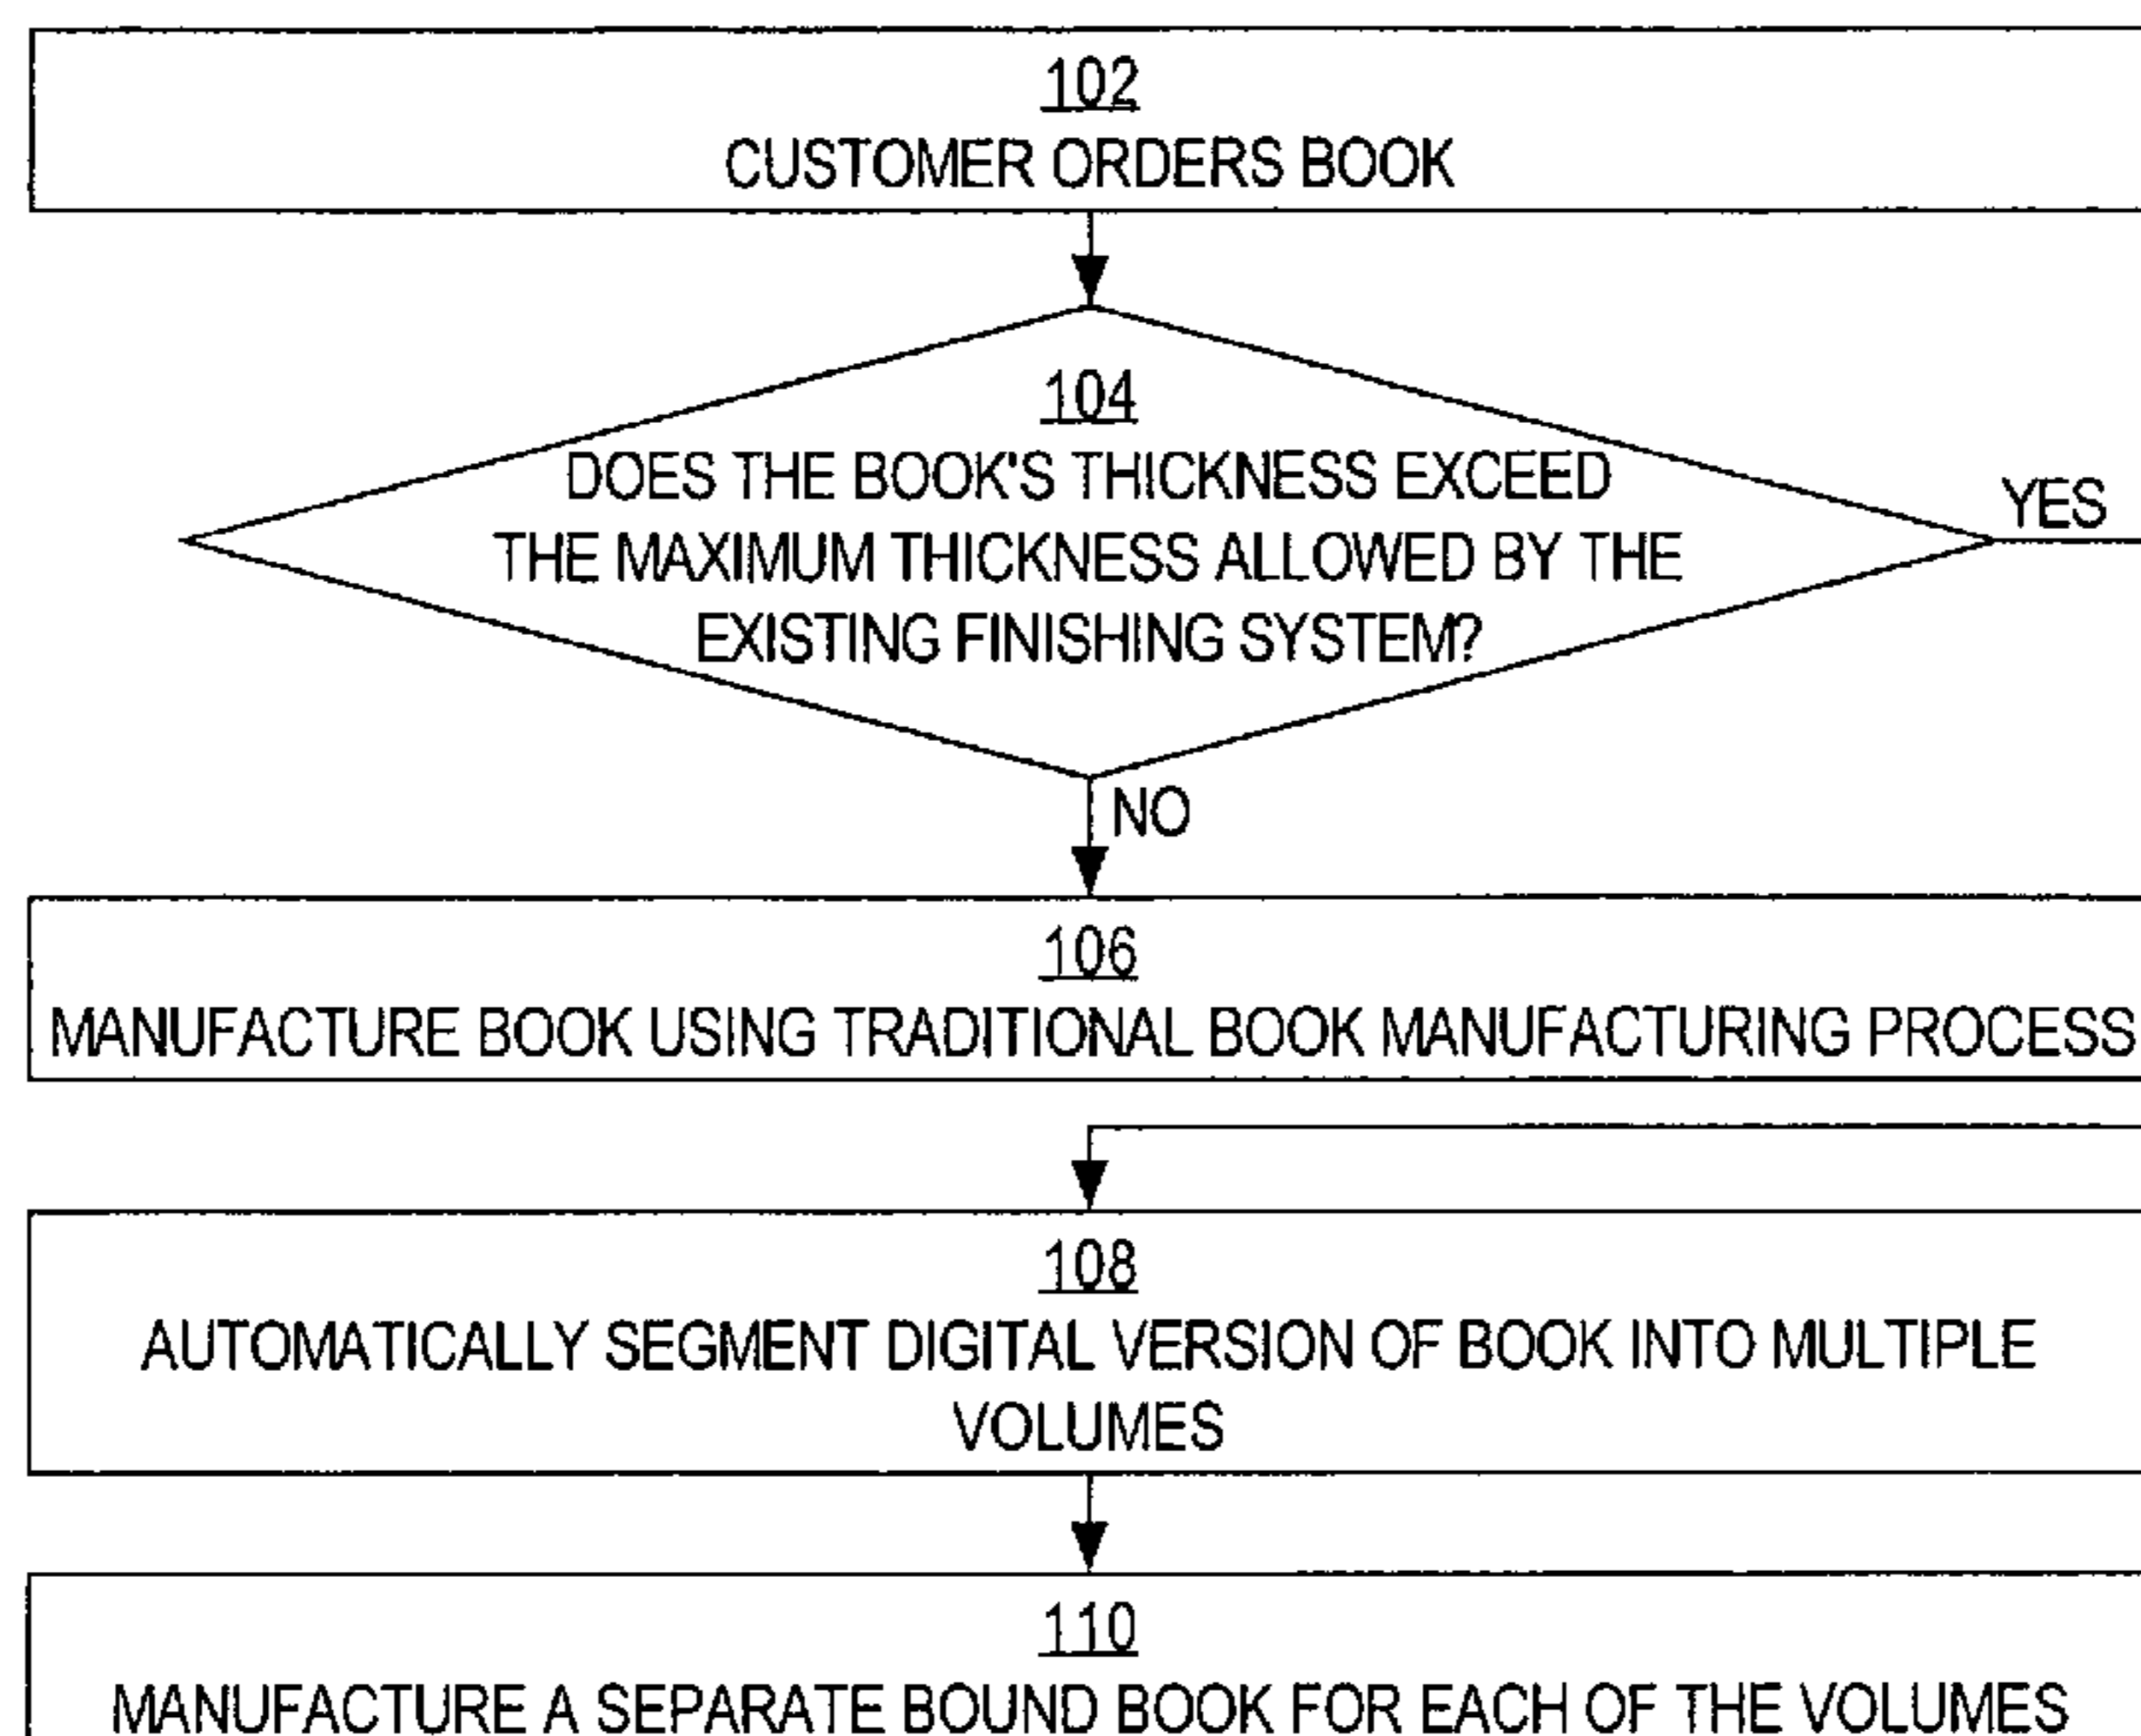 102
CUSTOMER ORDERS BOOK
104
DOES THE BOOK'S THICKNESS EXCEED
THE MAXIMUM THICKNESS ALLOWED BY THE
EXISTING FINISHING SYSTEM?
YES
NO
106
MANUFACTURE BOOK USING TRADITIONAL BOOK MANUFACTURING PROCESS
108
AUTOMATICALLY SEGMENT DIGITAL VERSION OF BOOK INTO MULTIPLE
VOLUMES
110
MANUFACTURE A SEPARATE BOUND BOOK FOR EACH OF THE VOLUMES